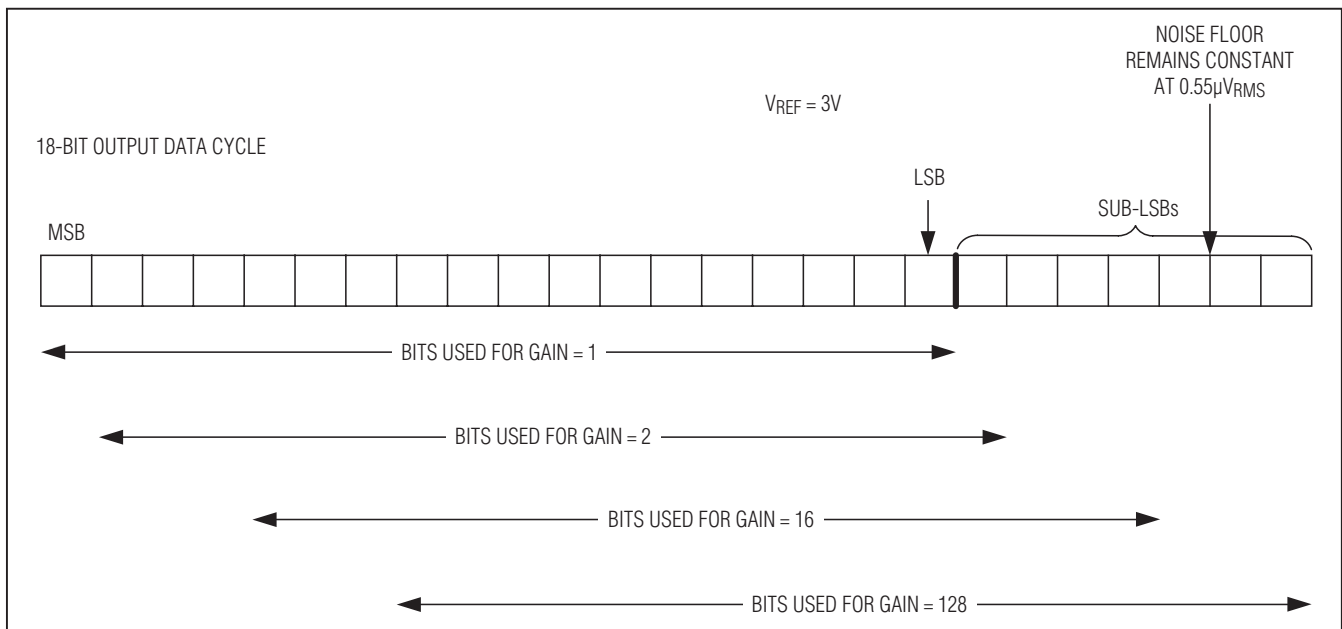 NOISE FLOOR
REMAINS CONSTANT
AT 0.55µVRMS
VREF = 3V
18-BIT OUTPUT DATA CYCLE
LSB
SUB-LSBs
MSB
BITS USED FOR GAIN = 1
BITS USED FOR GAIN = 2
BITS USED FOR GAIN = 16
BITS USED FOR GAIN = 128